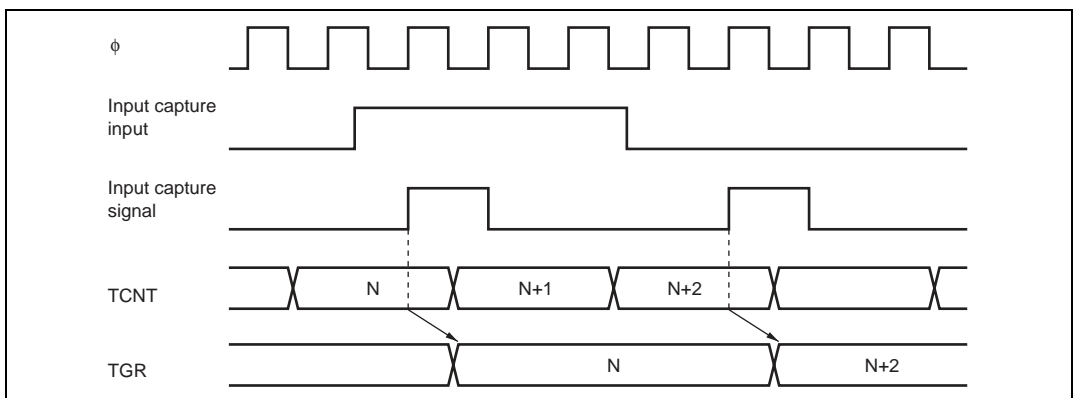 ϕ
Input capture
input
Input capture
signal
TCNT
N
N+1
N+2
TGR
N
N+2